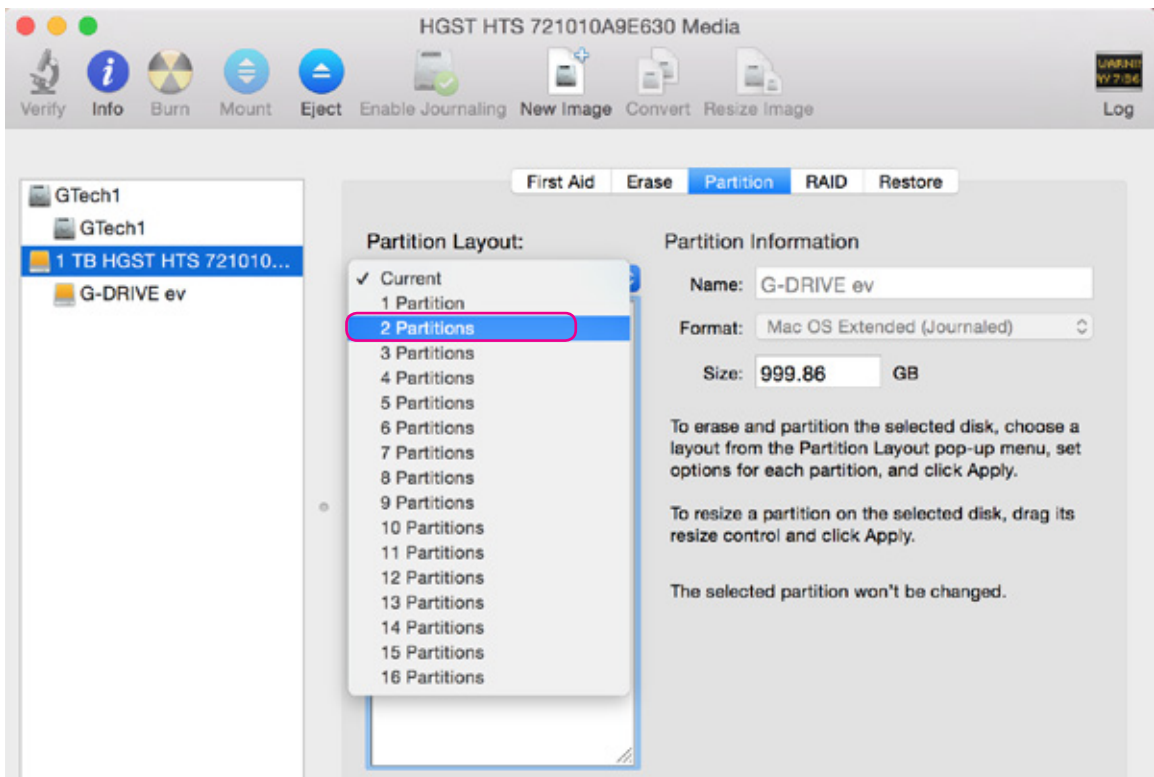 HGST HTS 721010A9E630 Media
Verify Info Burn Mount Eject Enable Journaling New Image Convert Resize Image Log
WARNI
W 7:86
First Aid Erase Partition RAID Restore
GTech1
GTech1
1 TB HGST HTS 721010...
G-DRIVE ev
Partition Layout:
✓ Current
1 Partition
2 Partitions
3 Partitions
4 Partitions
5 Partitions
6 Partitions
7 Partitions
8 Partitions
9 Partitions
10 Partitions
11 Partitions
12 Partitions
13 Partitions
14 Partitions
15 Partitions
16 Partitions
Partition Information
Name: G-DRIVE ev
Format: Mac OS Extended (Journaled)
Size: 999.86 GB
To erase and partition the selected disk, choose a
layout from the Partition Layout pop-up menu, set
options for each partition, and click Apply.
To resize a partition on the selected disk, drag its
resize control and click Apply.
The selected partition won't be changed.